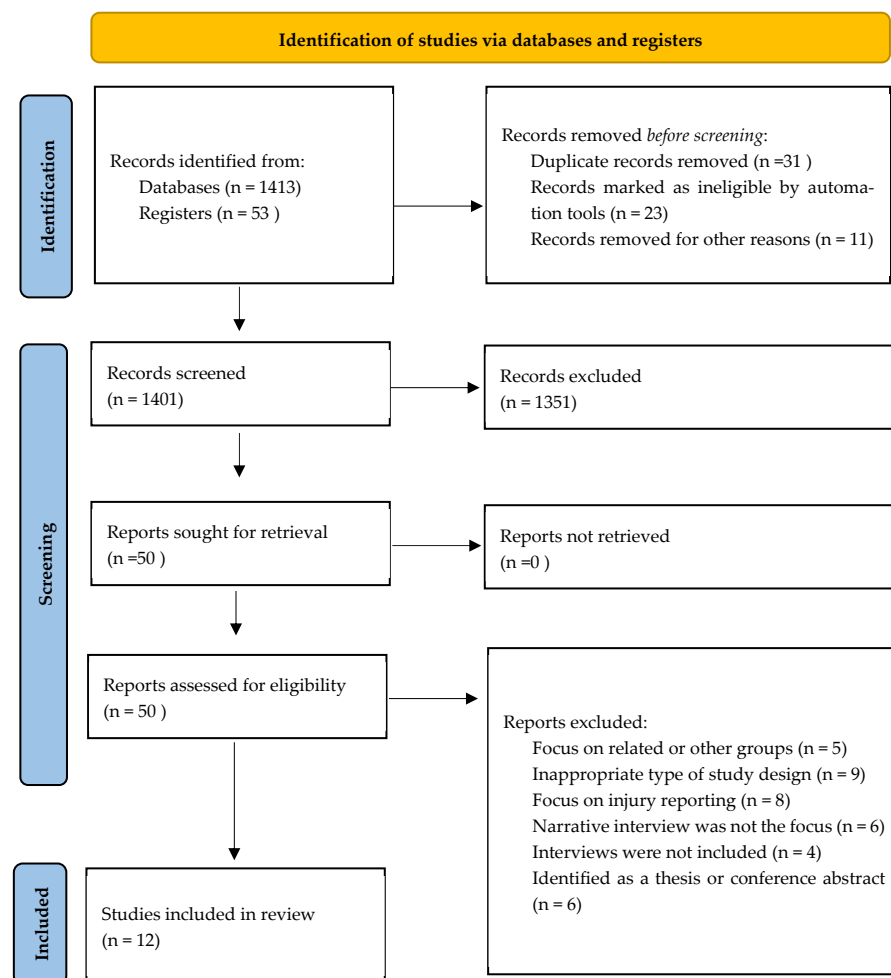 Identification of studies via databases and registers
Identification
Records identified from:
Databases (n = 1413)
Registers (n = 53 )
Records removed before screening:
Duplicate records removed (n =31 )
Records marked as ineligible by automa-
tion tools (n = 23)
Records removed for other reasons (n = 11)
Screening
Records screened
(n = 1401)
Records excluded
(n = 1351)
Reports sought for retrieval
(n =50 )
Reports not retrieved
(n =0 )
Reports assessed for eligibility
(n = 50 )
Reports excluded:
Focus on related or other groups (n = 5)
Inappropriate type of study design (n = 9)
Focus on injury reporting (n = 8)
Narrative interview was not the focus (n = 6)
Interviews were not included (n = 4)
Identified as a thesis or conference abstract
(n = 6)
Included
Studies included in review
(n = 12)